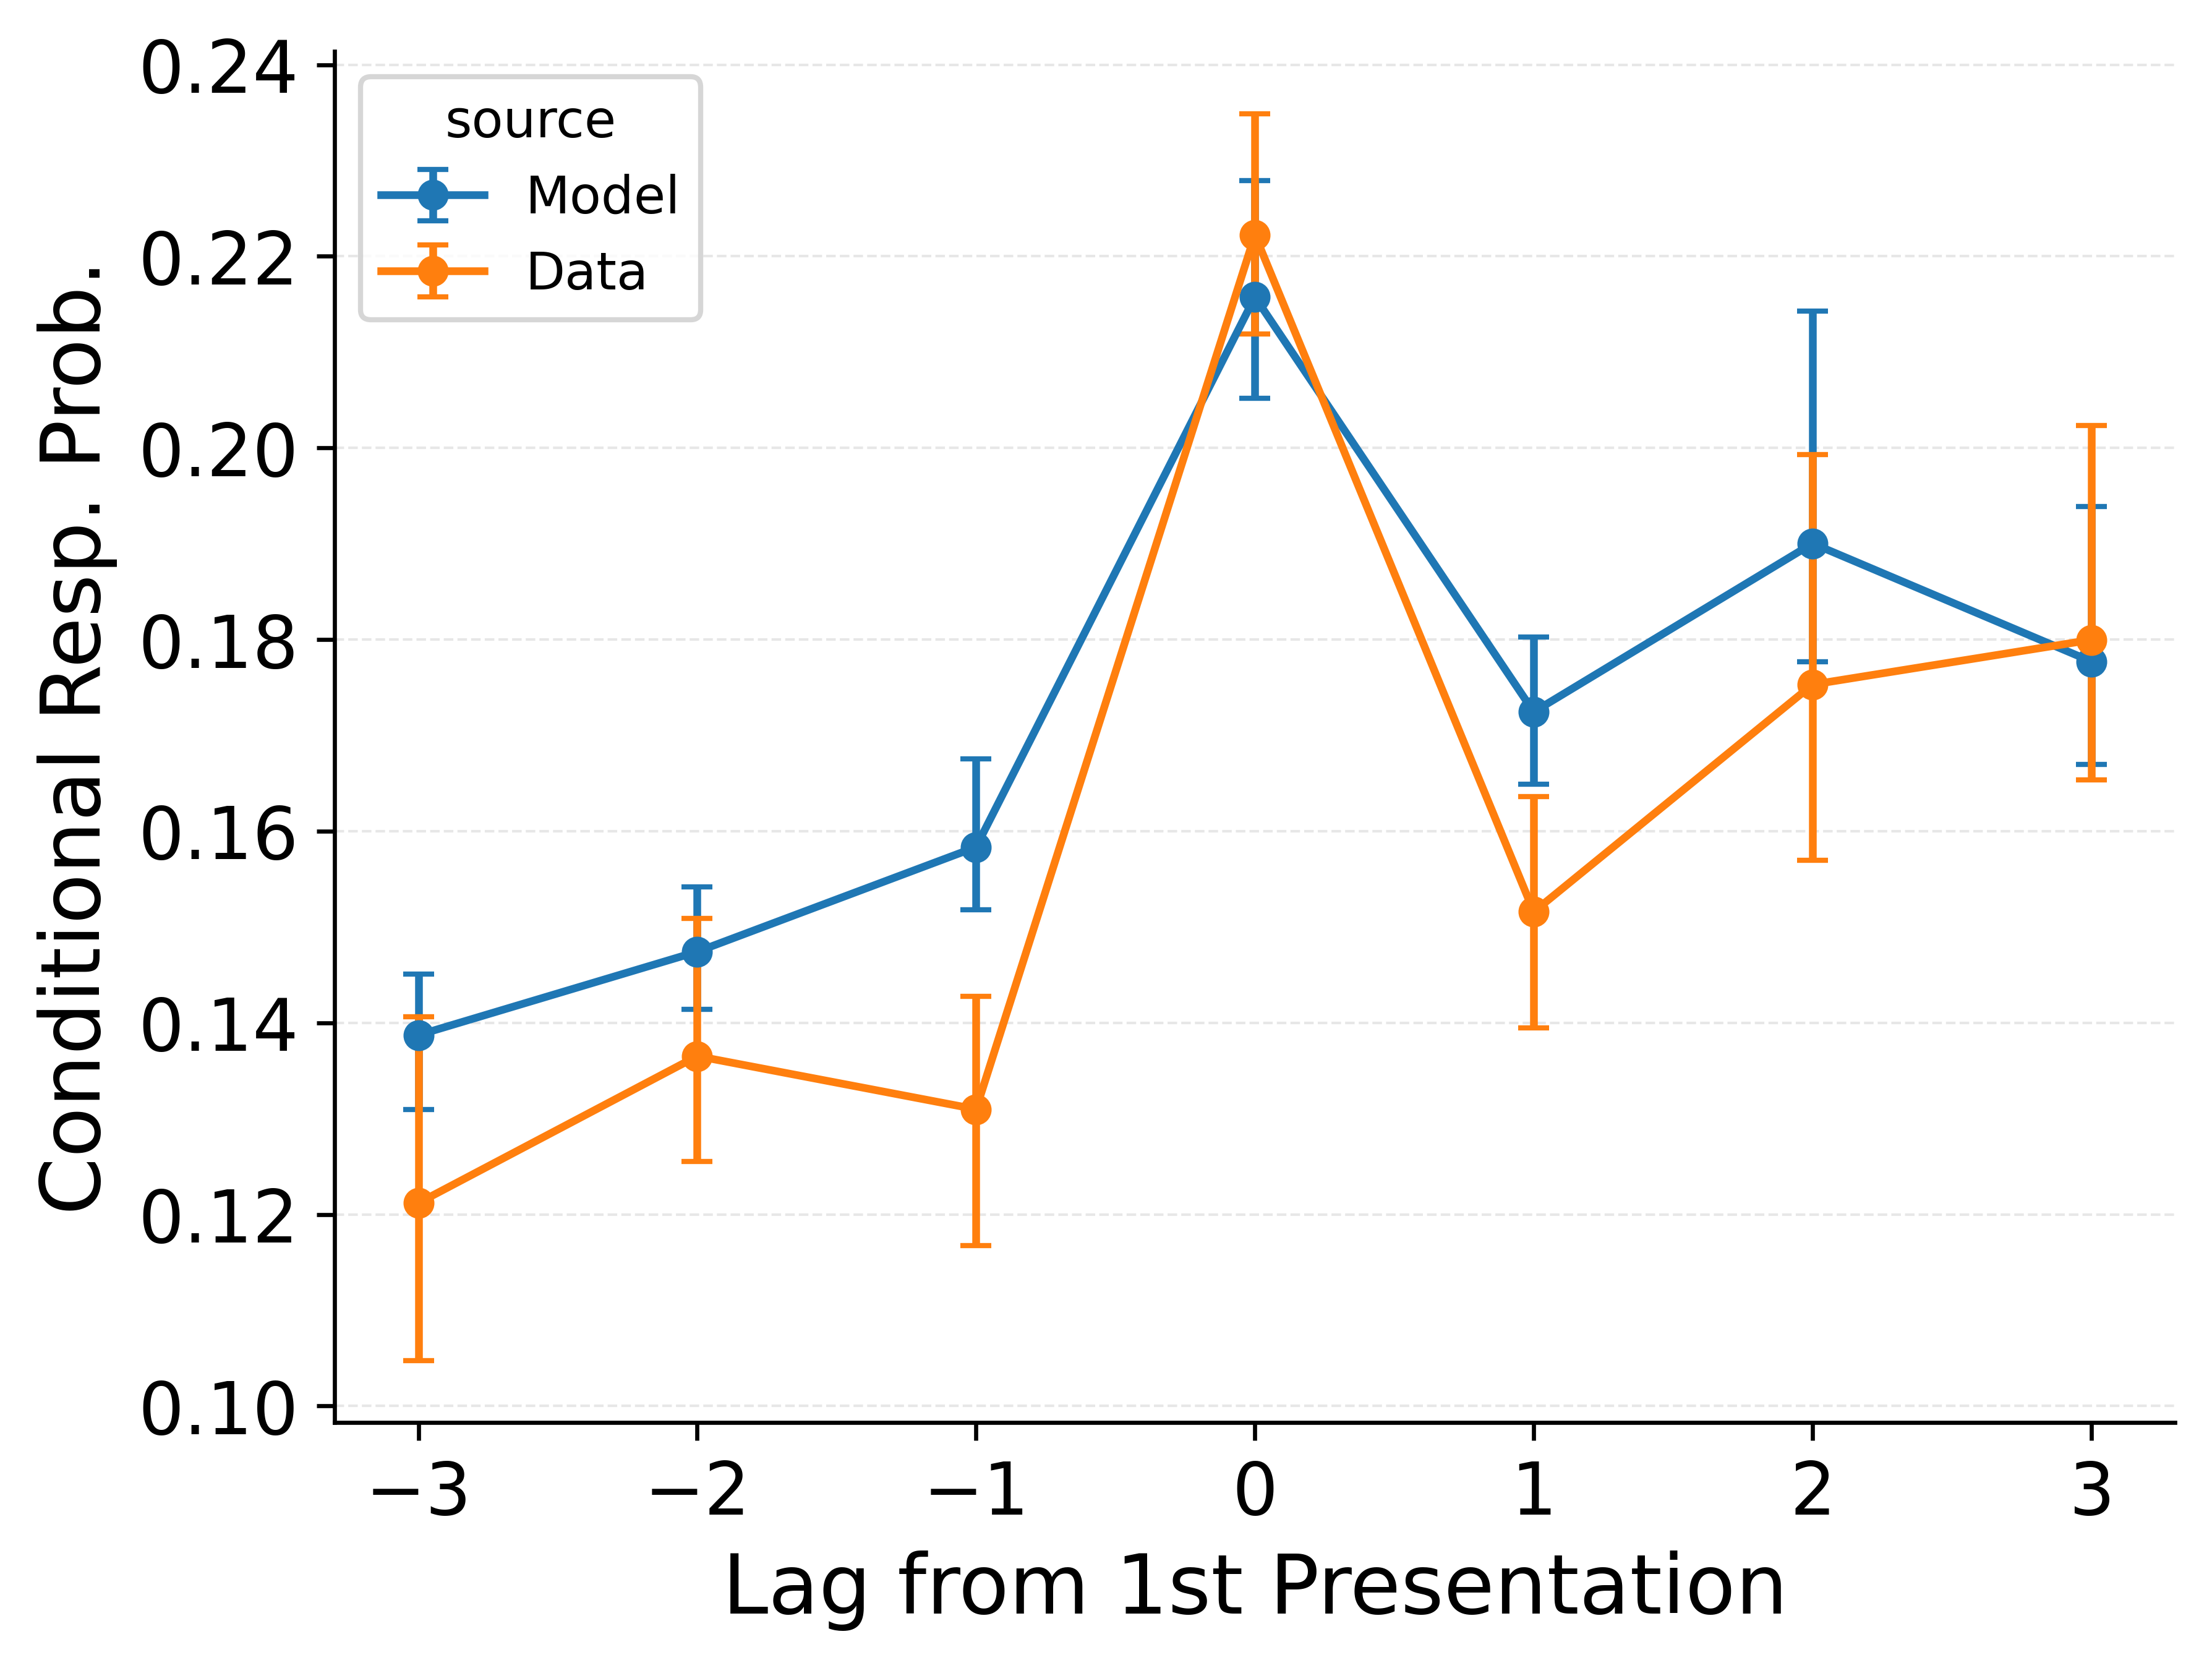 source
Model
Data
0.24
0.22
0.20
0.18
0.16
0.14
0.12
0.10
Conditional Resp. Prob.
−3 −2 −1 0 1 2 3
Lag from 1st Presentation